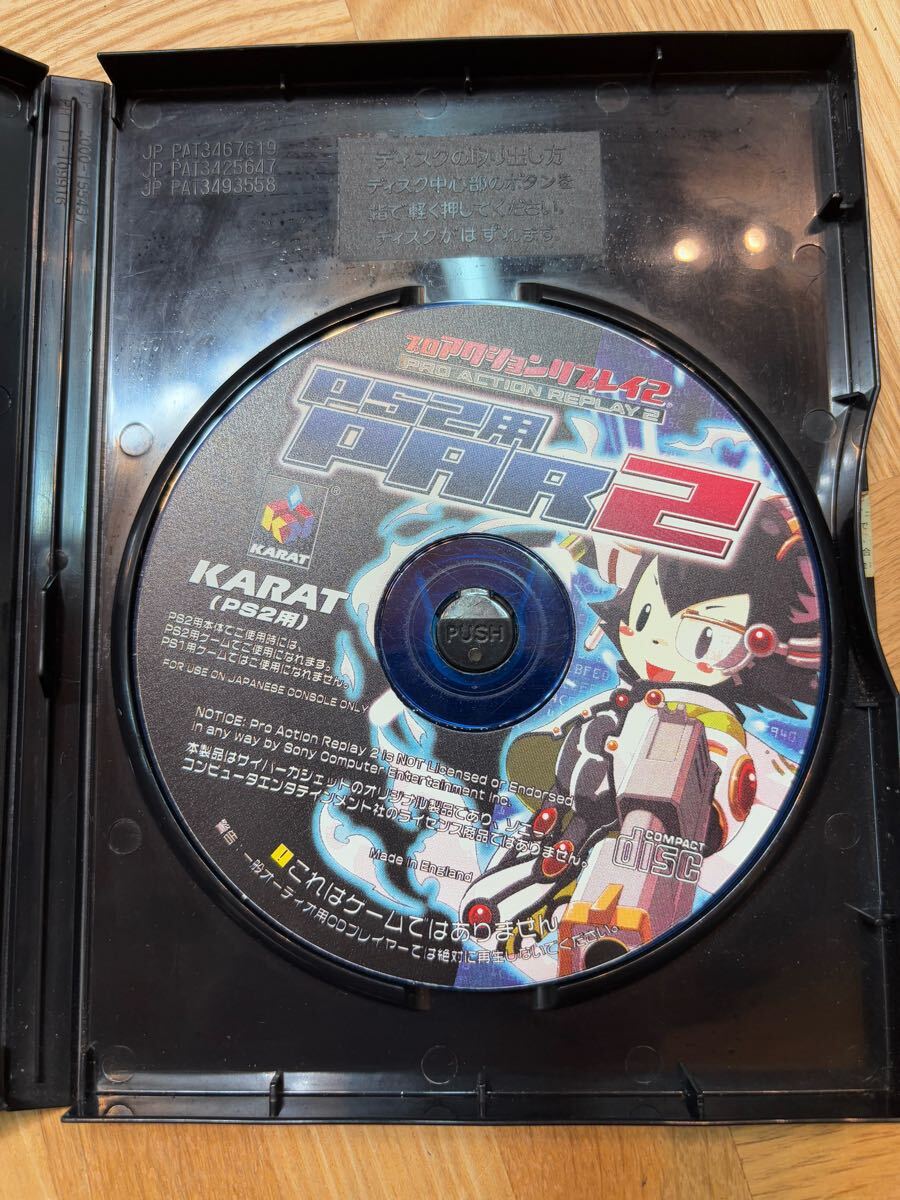 JP PAT3467619
JP PAT3425647
JP PAT3493558
ディスクの取り出し方
ディスク中心部のボタンを
指で軽く押してください。
ディスクがはずれます。
プロアクションリプレイ2
PRO ACTION REPLAY 2
PS2用
PAR2
KARAT
®
KARAT
(PS2用)
PUSH
PS2用本体でご使用時には、
PS2用ゲームでご使用になれます。
PS1用ゲームではご使用になれません。
FOR USE ON JAPANESE CONSOLE ONLY
NOTICE: Pro Action Replay 2 is NOT Licensed or Endorsed
in any way by Sony Computer Entertainment Inc.
本製品はサイバーガジェットのオリジナル製品であり、ソニー
コンピュータエンタテインメント社のライセンス商品ではありません。
Made in England
COMPACT
disc
! これはゲームではありません
警告:一般オーディオ用CDプレイヤーでは絶対に再生しないでください。
BFE0
940